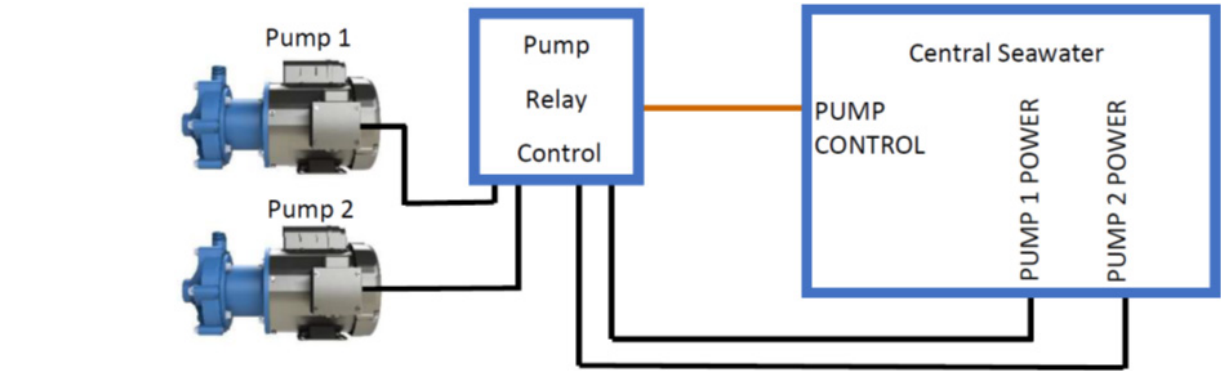 Pump 1
Pump
Relay
Control
Central Seawater
PUMP
CONTROL
PUMP 1 POWER
PUMP 2 POWER
Pump 2